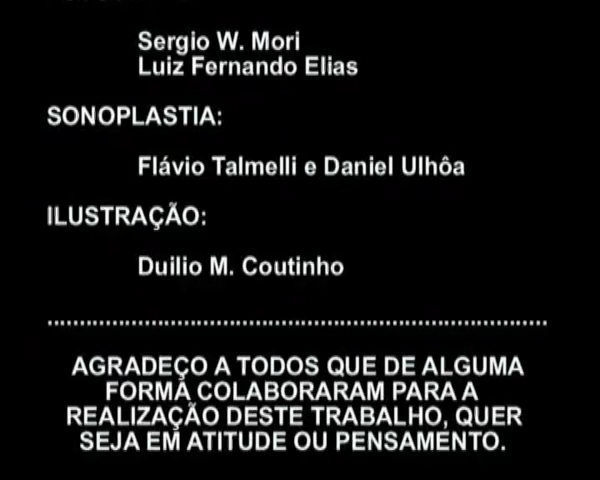 Sergio W. Mori
Luiz Fernando Elias
SONOPLASTIA:
Flávio Talmelli e Daniel Ulhôa
ILUSTRAÇÃO:
Duilio M. Coutinho
AGRADEÇO A TODOS QUE DE ALGUMA
FORMA COLABORARAM PARA A
REALIZAÇÃO DESTE TRABALHO, QUER
SEJA EM ATITUDE OU PENSAMENTO.